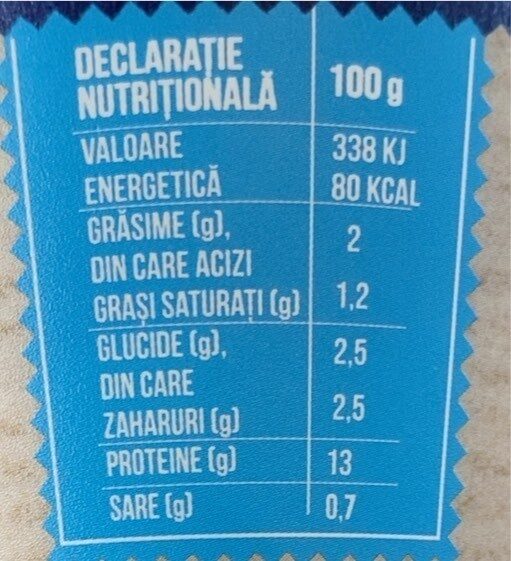 DECLARAȚIE
NUTRIȚIONALĂ 100 g
VALOARE 338 KJ
ENERGETICĂ 80 KCAL
GRĂSIME (g), 2
DIN CARE ACIZI
GRAȘI SATURAȚI (g) 1,2
GLUCIDE (g), 2,5
DIN CARE
ZAHARURI (g) 2,5
PROTEINE (g) 13
SARE (g) 0,7